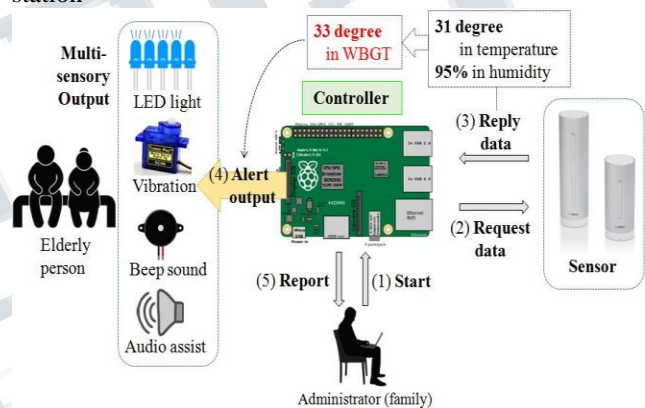 station
Multi-
sensory
Output
LED light
Vibration
Beep sound
Audio assist
Elderly
person
33 degree
in WBGT
31 degree
in temperature
95% in humidity
Controller
(3) Reply
data
(4) Alert
output
(2) Request
data
Sensor
(5) Report
(1) Start
Administrator (family)
HDMI